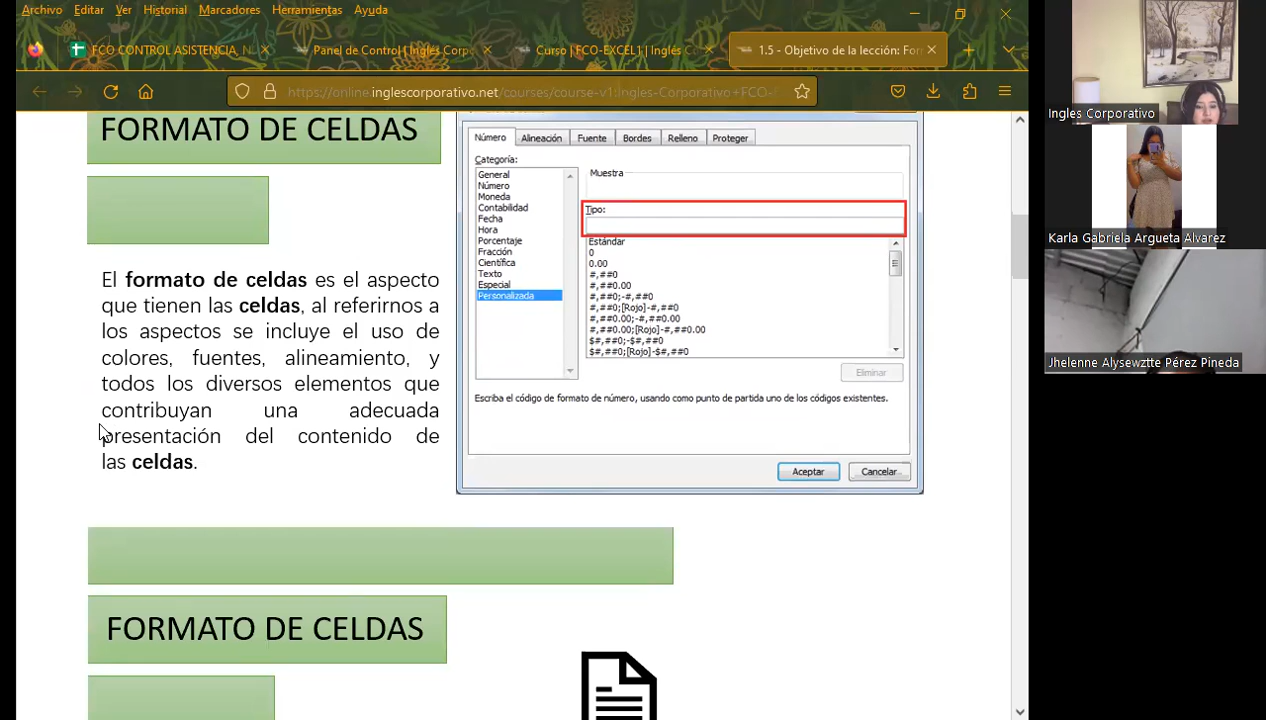 Archivo Editar Ver Historial Marcadores Herramientas Ayuda
FCO CONTROL ASISTENCIA, N
Panel de Control | Ingles Corpo
Curso | FCO-EXCEL1 | Inglés C
1.5 - Objetivo de la lección: For
https://online.inglescorporativo.net/courses/course-v1:Ingles-Corporativo+FCO-
FORMATO DE CELDAS
El formato de celdas es el aspecto
que tienen las celdas, al referirnos a
los aspectos se incluye el uso de
colores, fuentes, alineamiento, y
todos los diversos elementos que
contribuyan una adecuada
presentación del contenido de
las celdas.
Número Alineación Fuente Bordes Relleno Proteger
Categoría:
General
Número
Moneda
Contabilidad
Fecha
Hora
Porcentaje
Fracción
Científica
Texto
Especial
Personalizada
Muestra
Tipo:
Estándar
0
0.00
#,##0
#,##0.00
#,##0;-#,##0
#,##0;[Rojo]-#,##0
#,##0.00;-#,##0.00
#,##0.00;[Rojo]-#,##0.00
$#,##0;-$#,##0
$#,##0;[Rojo]-$#,##0
Eliminar
Escriba el código de formato de número, usando como punto de partida uno de los códigos existentes.
Aceptar Cancelar
FORMATO DE CELDAS
Ingles Corporativo
Karla Gabriela Argueta Alvarez
Jhelenne Alysewztte Pérez Pineda